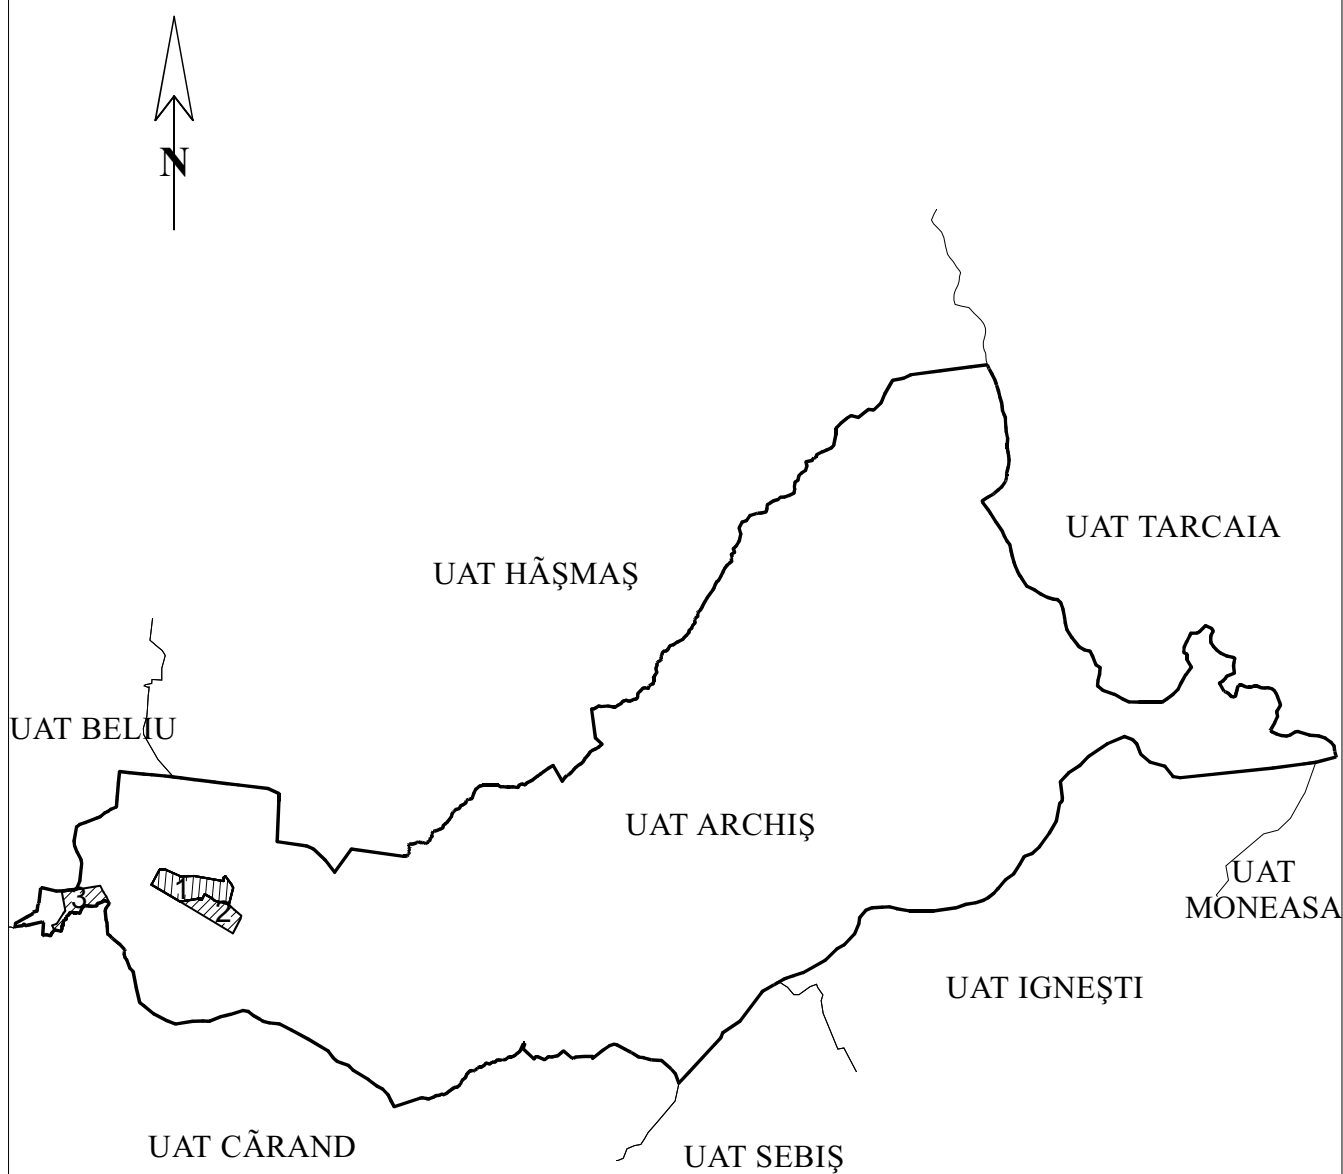 N
UAT TARCAIA
UAT HÃŞMAŞ
UAT BELIU
UAT ARCHIŞ
UAT
MONEASA
1
3
2
UAT IGNEŞTI
UAT CÃRAND
UAT SEBIŞ